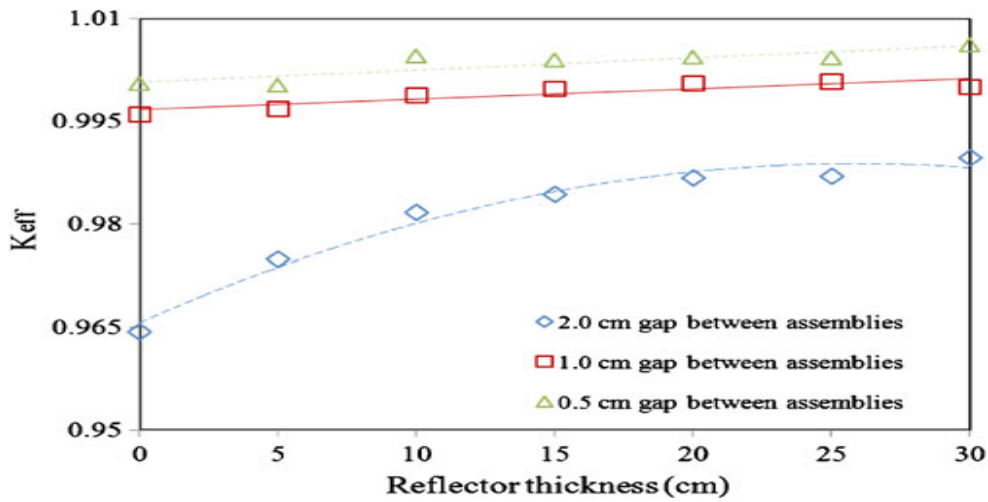 1.01
0.995
0.98
0.965
0.95
Keff
2.0 cm gap between assemblies
1.0 cm gap between assemblies
0.5 cm gap between assemblies
0 5 10 15 20 25 30
Reflector thickness (cm)